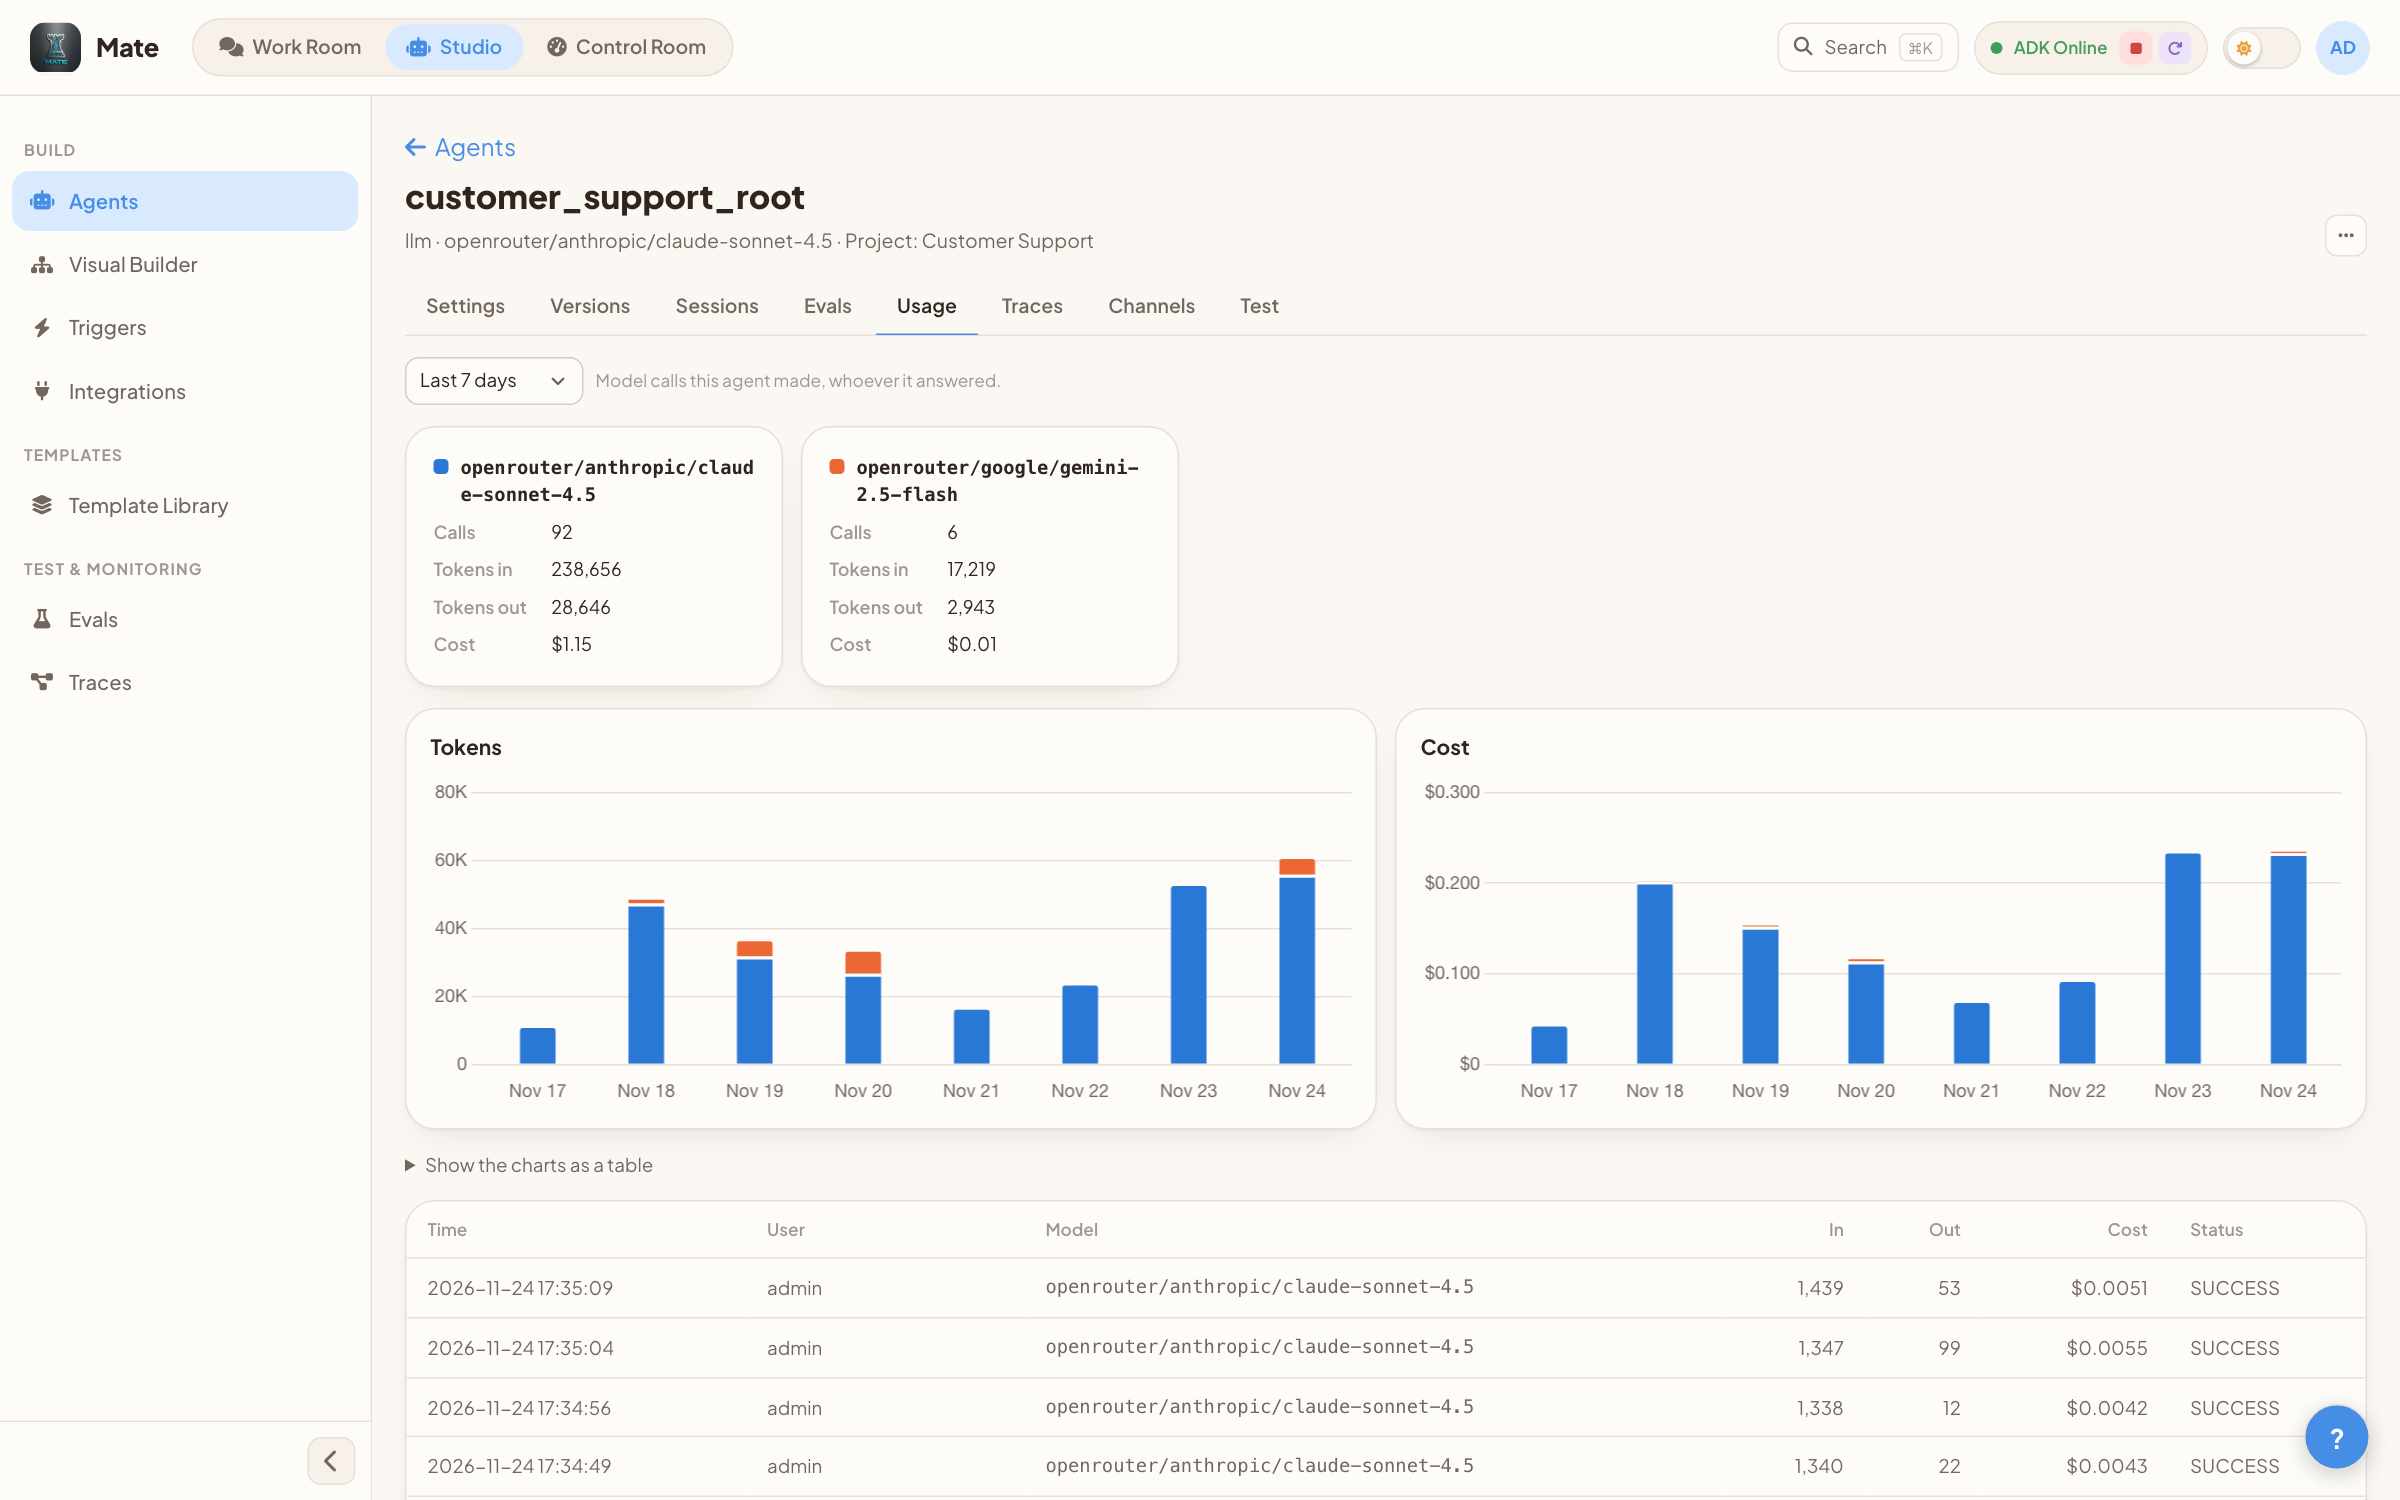 Mate
Work Room
Studio
Control Room
Search ⌘K
ADK Online
AD
BUILD
Agents
Visual Builder
Triggers
Integrations
TEMPLATES
Template Library
TEST & MONITORING
Evals
Traces
← Agents
customer_support_root
llm · openrouter/anthropic/claude-sonnet-4.5 · Project: Customer Support
Settings Versions Sessions Evals Usage Traces Channels Test
Last 7 days
Model calls this agent made, whoever it answered.
openrouter/anthropic/claud
e-sonnet-4.5
Calls 92
Tokens in 238,656
Tokens out 28,646
Cost $1.15
openrouter/google/gemini-
2.5-flash
Calls 6
Tokens in 17,219
Tokens out 2,943
Cost $0.01
Tokens
80K
60K
40K
20K
0
Nov 17 Nov 18 Nov 19 Nov 20 Nov 21 Nov 22 Nov 23 Nov 24
Cost
$0.300
$0.200
$0.100
$0
Nov 17 Nov 18 Nov 19 Nov 20 Nov 21 Nov 22 Nov 23 Nov 24
Show the charts as a table
Time User Model In Out Cost Status
2026-11-24 17:35:09 admin openrouter/anthropic/claude-sonnet-4.5 1,439 53 $0.0051 SUCCESS
2026-11-24 17:35:04 admin openrouter/anthropic/claude-sonnet-4.5 1,347 99 $0.0055 SUCCESS
2026-11-24 17:34:56 admin openrouter/anthropic/claude-sonnet-4.5 1,338 12 $0.0042 SUCCESS
2026-11-24 17:34:49 admin openrouter/anthropic/claude-sonnet-4.5 1,340 22 $0.0043 SUCCESS
?